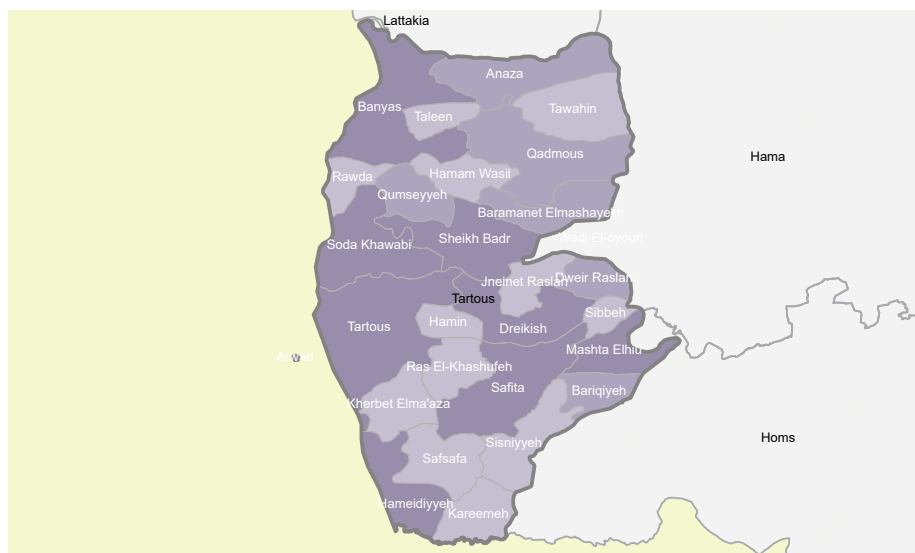 Lattakia
Anaza
Banyas
Tawahin
Taleen
Qadmous
Hama
Hamam Wasil
Rawda
Qumseyyeh
Baramanet Elmashayekh
Sheikh Badr
Wadi El-oyoun
Soda Khawabi
Jneinet Raslan
Dweir Raslan
Tartous
Sibbeh
Hamin
Tartous
Dreikish
Mashta Elhiu
Arwad
Ras El-Khashufeh
Safita
Bariqiyeh
Kherbet Elma'aza
Homs
Sisniyyeh
Safsafa
Hameidiyyeh
Kareemeh